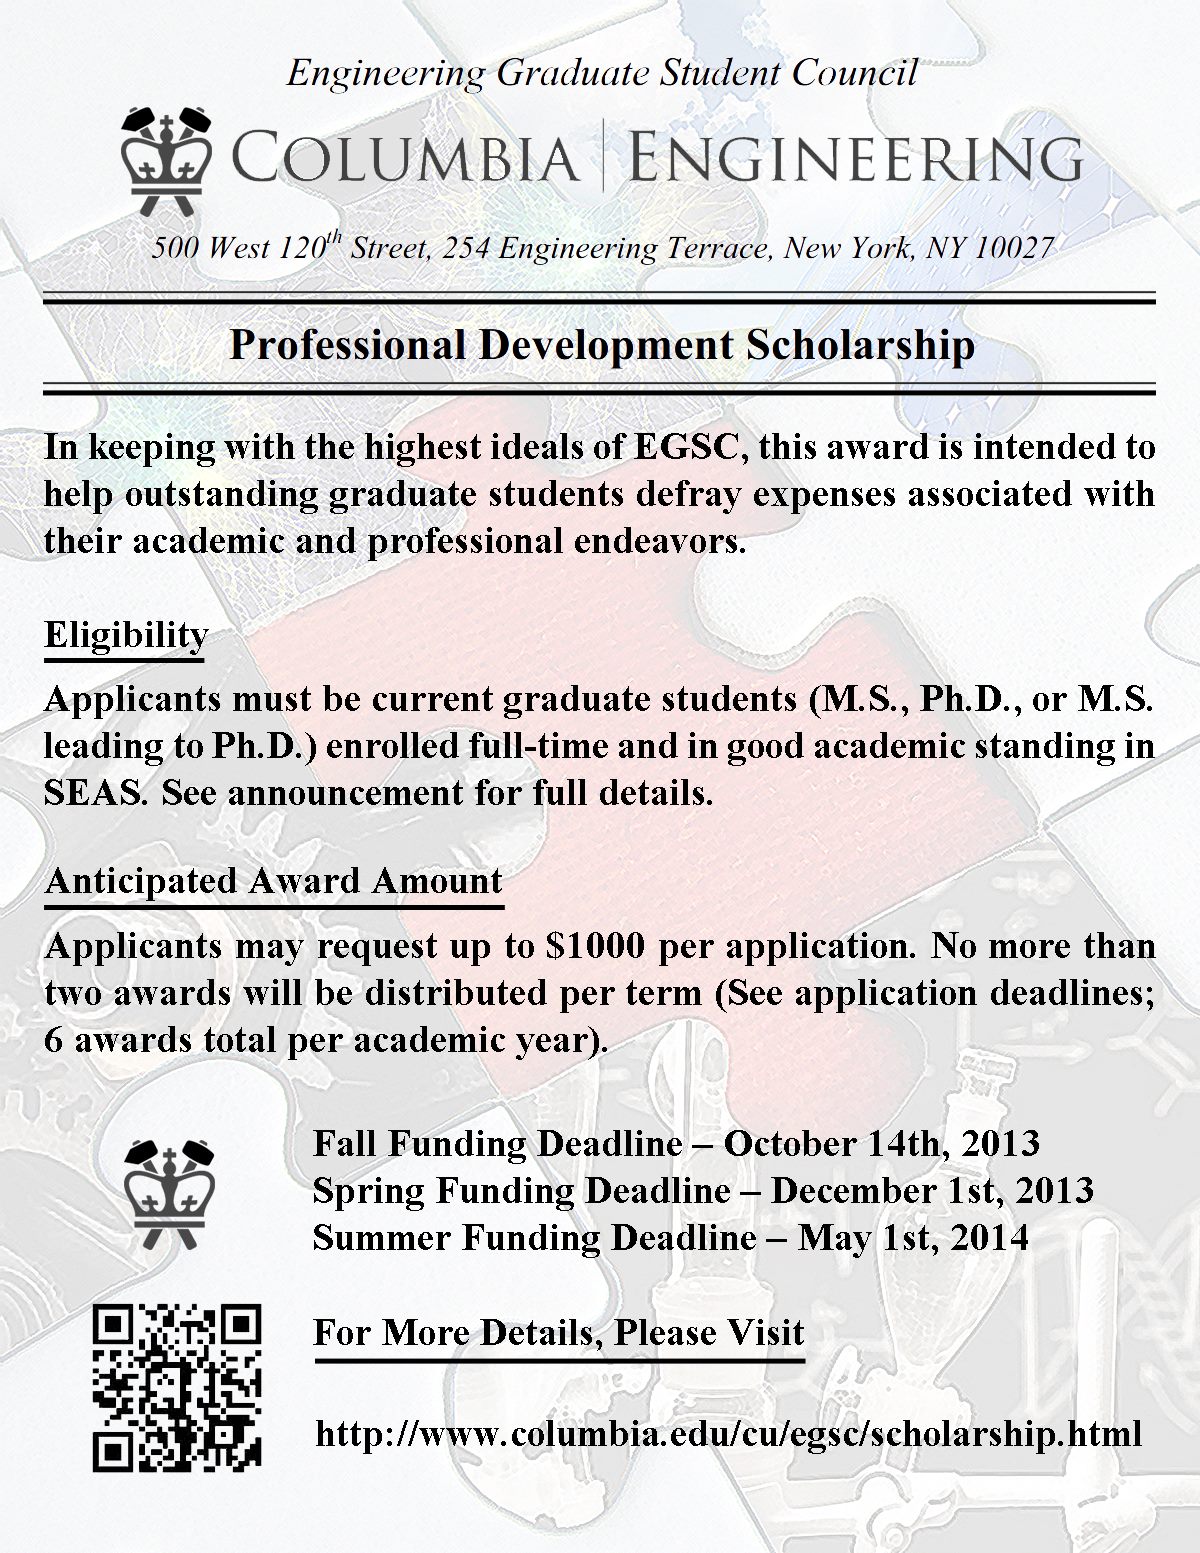 Engineering Graduate Student Council
COLUMBIA | ENGINEERING
500 West 120th Street, 254 Engineering Terrace, New York, NY 10027
Professional Development Scholarship
In keeping with the highest ideals of EGSC, this award is intended to
help outstanding graduate students defray expenses associated with
their academic and professional endeavors.
Eligibility
Applicants must be current graduate students (M.S., Ph.D., or M.S.
leading to Ph.D.) enrolled full-time and in good academic standing in
SEAS. See announcement for full details.
Anticipated Award Amount
Applicants may request up to $1000 per application. No more than
two awards will be distributed per term (See application deadlines;
6 awards total per academic year).
Fall Funding Deadline – October 14th, 2013
Spring Funding Deadline – December 1st, 2013
Summer Funding Deadline – May 1st, 2014
For More Details, Please Visit
http://www.columbia.edu/cu/egsc/scholarship.html